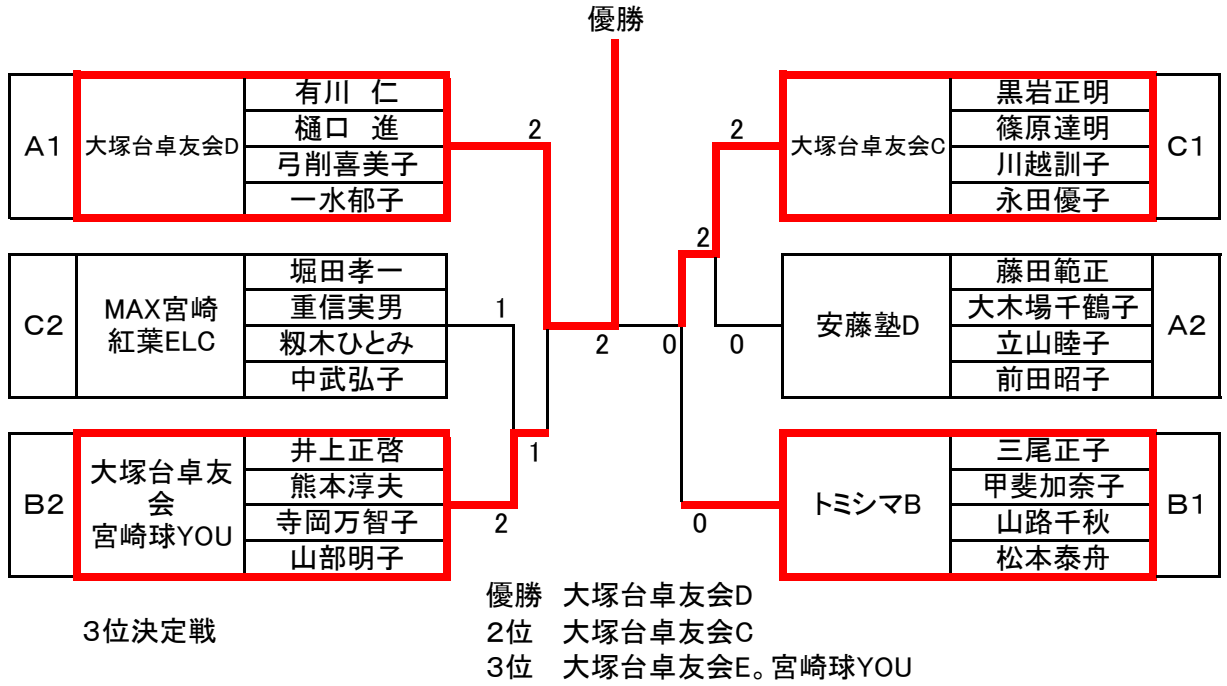 優勝
A1
大塚台卓友会D
有川 仁
樋口 進
弓削喜美子
一水郁子
2
C2
MAX宮崎
紅葉ELC
堀田孝一
重信実男
籾木ひとみ
中武弘子
1
B2
大塚台卓友
会
宮崎球YOU
井上正啓
熊本淳夫
寺岡万智子
山部明子
2
1
2
0
2
黒岩正明
篠原達明
川越訓子
永田優子
大塚台卓友会C
C1
2
0
安藤塾D
藤田範正
大木場千鶴子
立山睦子
前田昭子
A2
0
トミシマB
三尾正子
甲斐加奈子
山路千秋
松本泰舟
B1
3位決定戦
優勝 大塚台卓友会D
2位 大塚台卓友会C
3位 大塚台卓友会E。宮崎球YOU